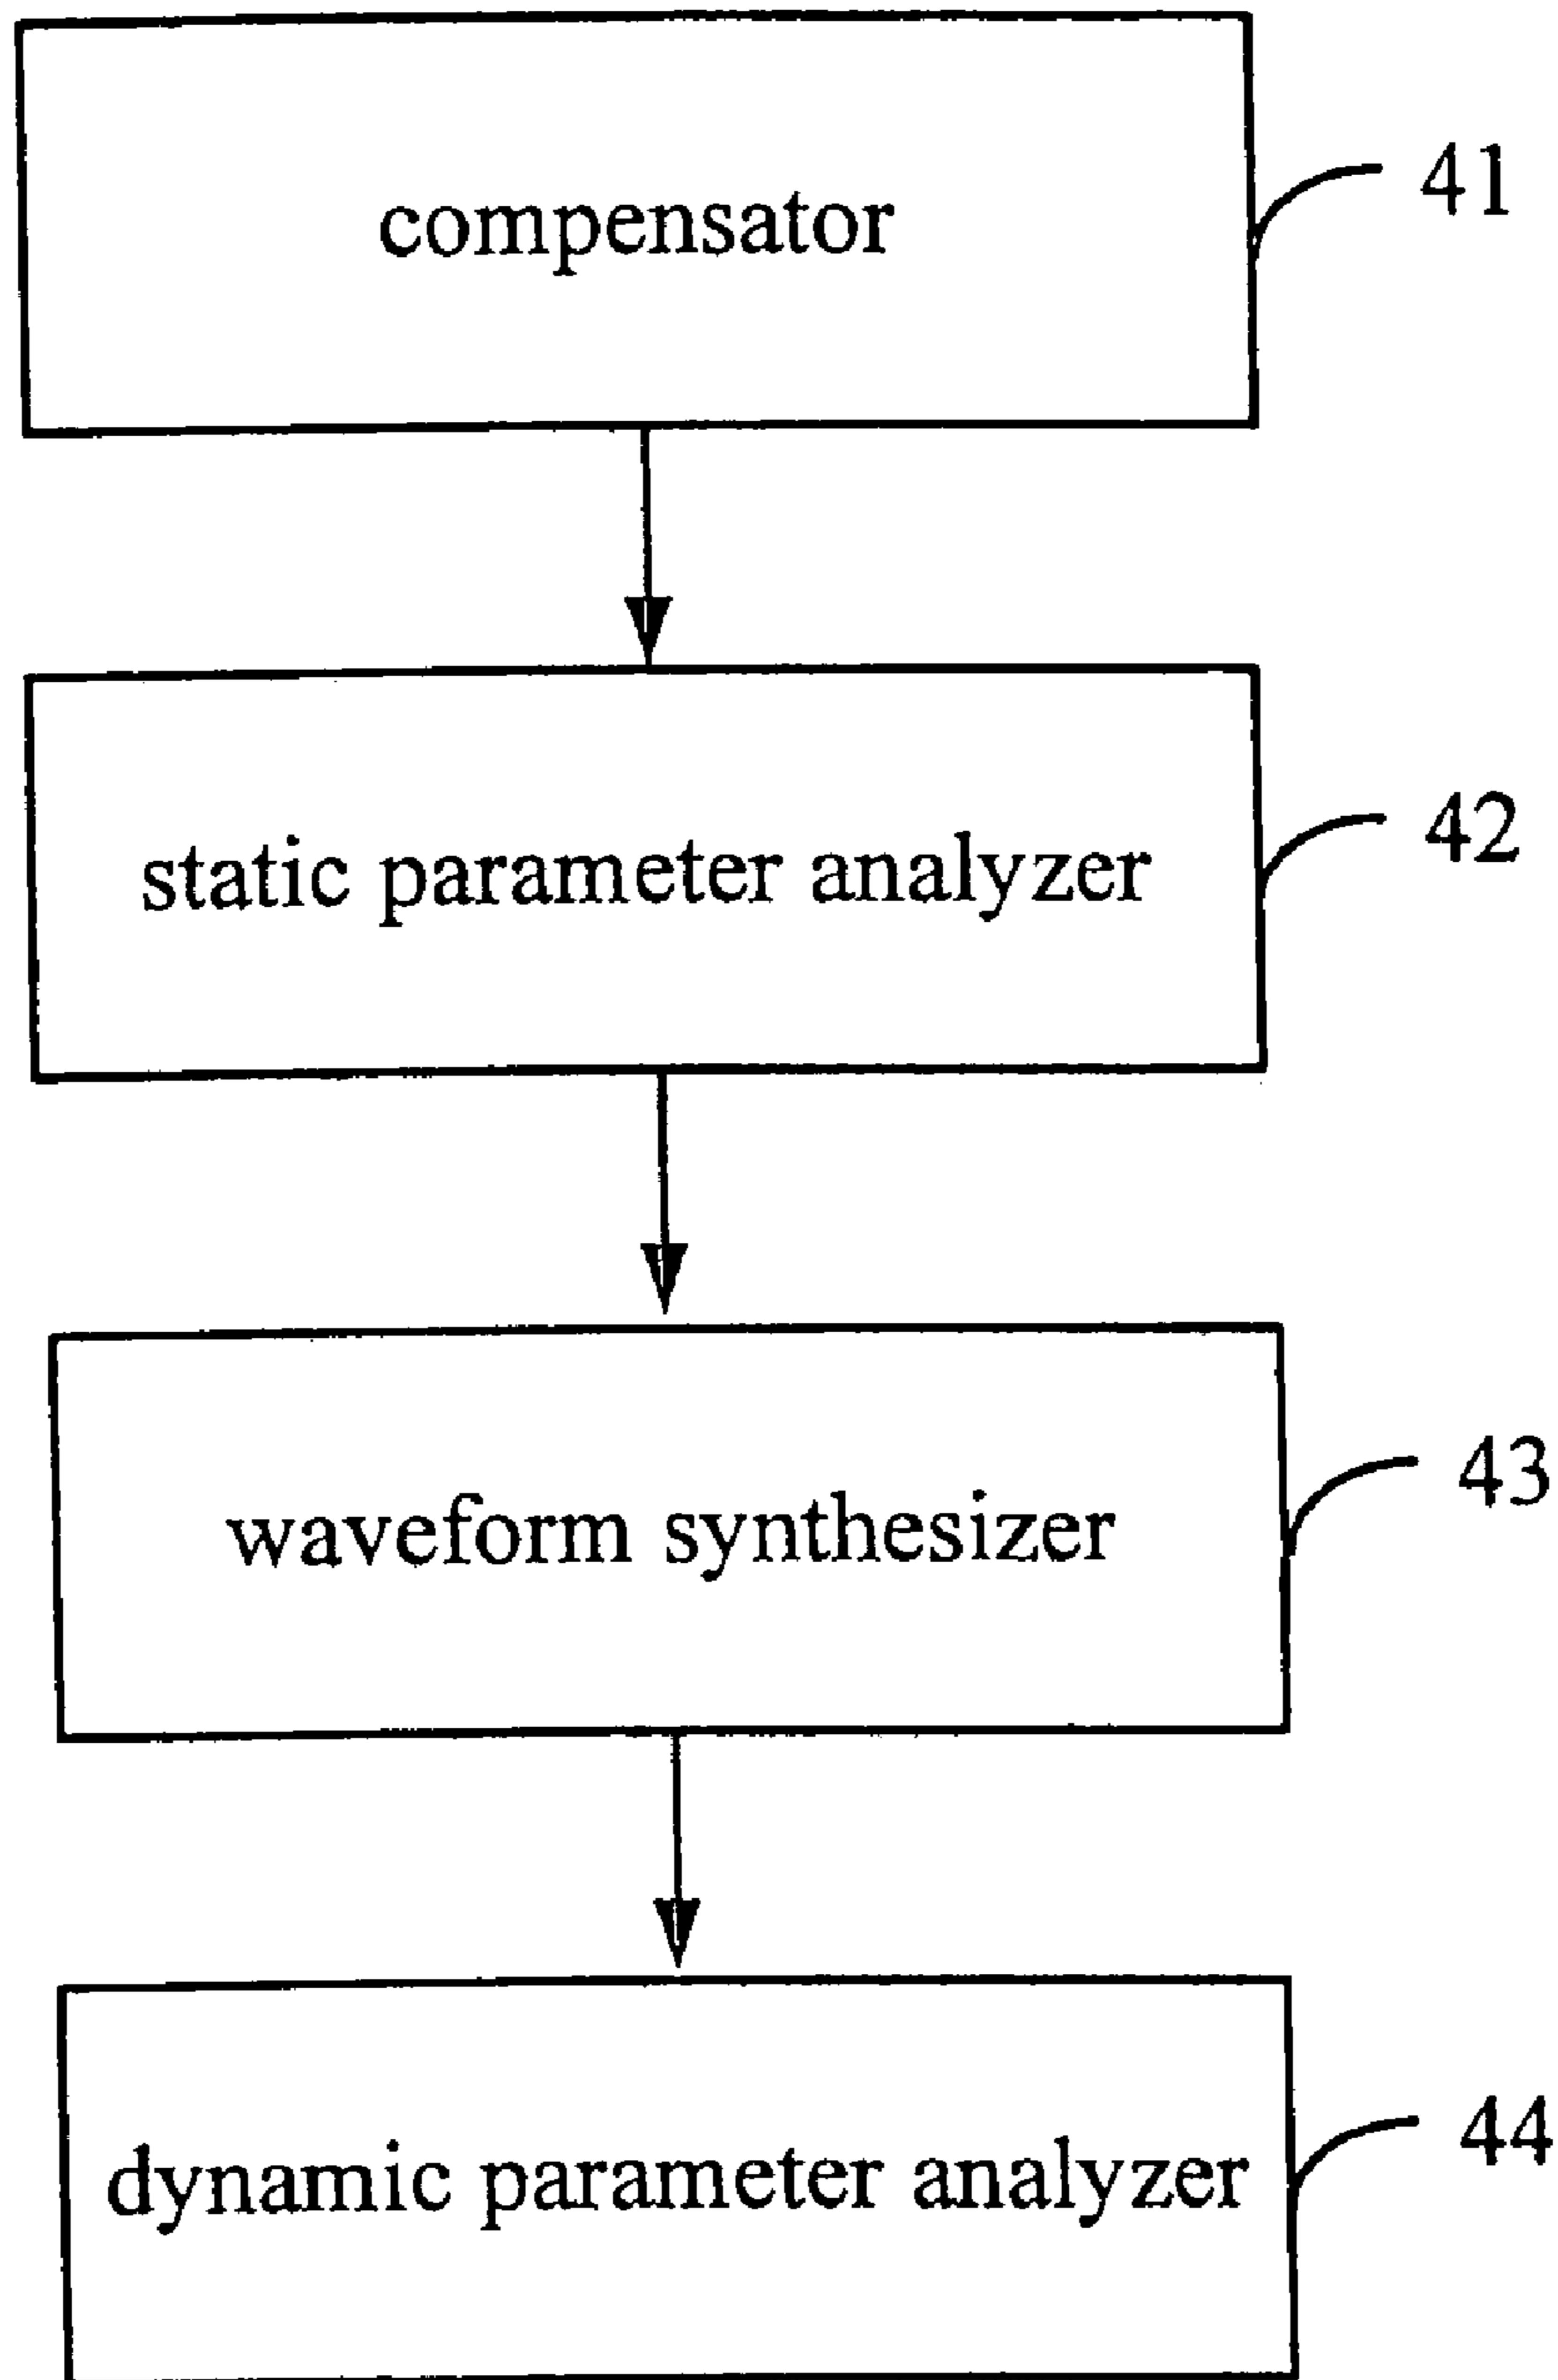 compensator
41
static parameter analyzer
42
waveform synthesizer
43
dynamic parameter analyzer
44